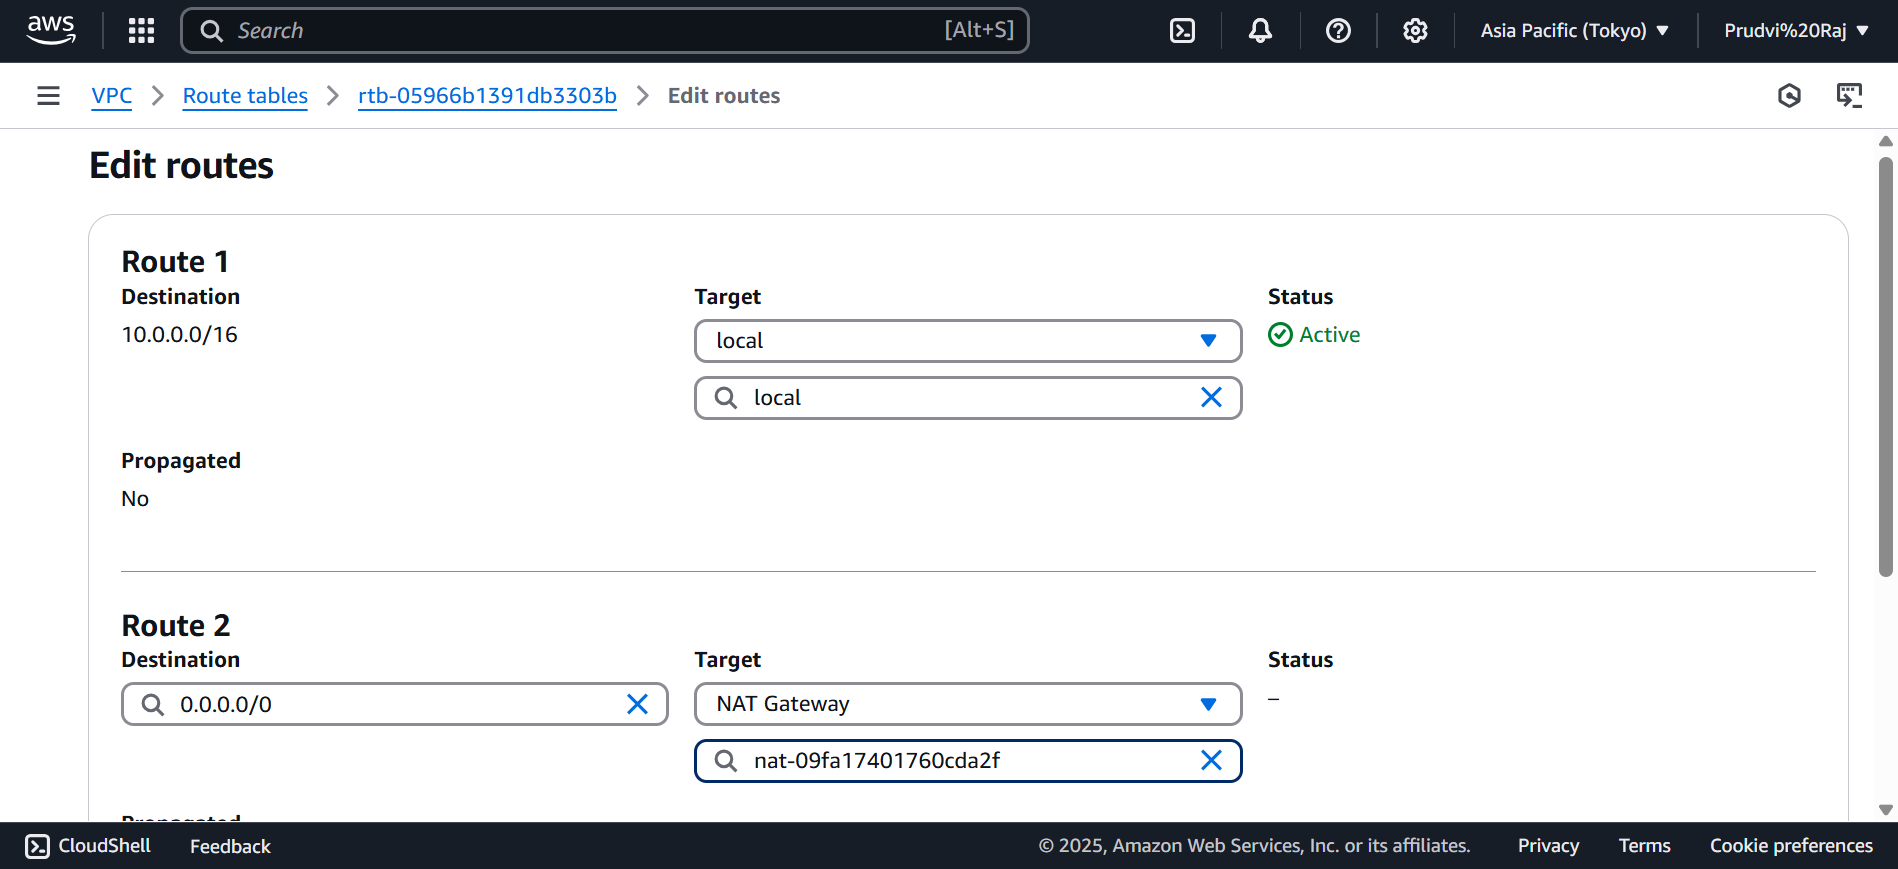 aws
Search [Alt+S]
Asia Pacific (Tokyo)
Prudvi%20Raj
VPC
Route tables
rtb-05966b1391db3303b
Edit routes
Edit routes
Route 1
Destination
10.0.0.0/16
Target
local
local
Status
Active
Propagated
No
Route 2
Destination
0.0.0.0/0
Target
NAT Gateway
nat-09fa17401760cda2f
Status
–
Propagated
CloudShell
Feedback
© 2025, Amazon Web Services, Inc. or its affiliates.
Privacy
Terms
Cookie preferences